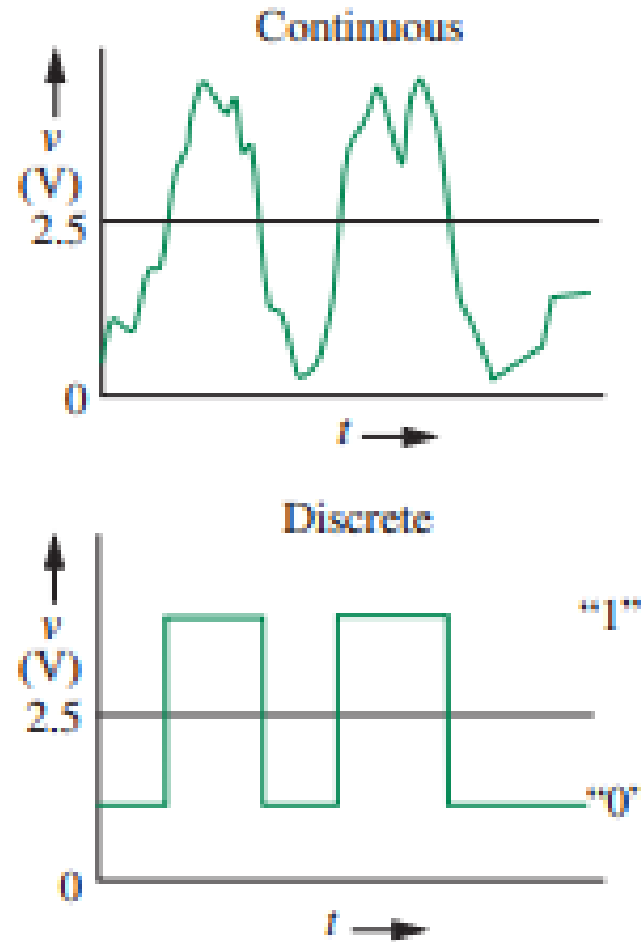 Continuous
v
(V)
2.5
0
t
Discrete
"1"
v
(V)
2.5
"0"
0
t